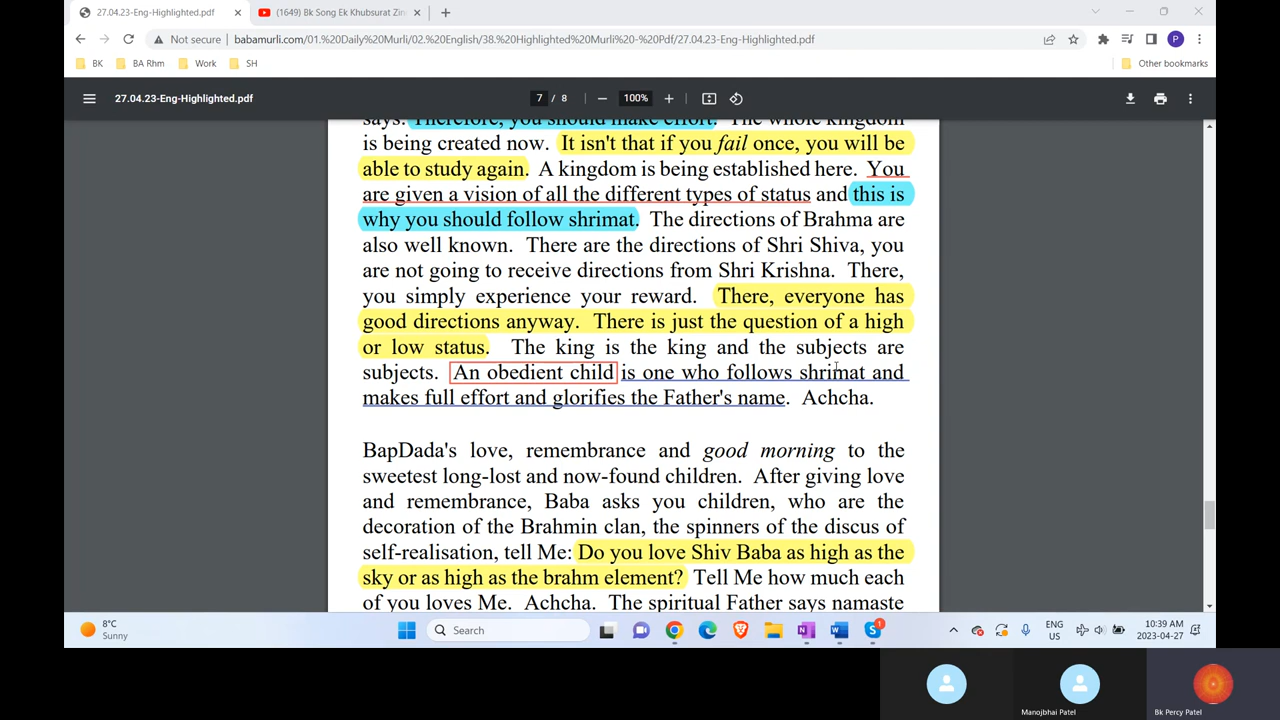 27.04.23-Eng-Highlighted.pdf
(1649) Bk Song Ek Khubsurat Zin
Not secure
babamurli.com/01.%20Daily%20Murli/02.%20English/38.%20Highlighted%20Murli%20-%20Pdf/27.04.23-Eng-Highlighted.pdf
BK
BA Rhm
Work
SH
Other bookmarks
27.04.23-Eng-Highlighted.pdf
7 / 8
100%
says: Therefore, you should make effort. The whole kingdom
is being created now. It isn't that if you fail once, you will be
able to study again. A kingdom is being established here. You
are given a vision of all the different types of status and this is
why you should follow shrimat. The directions of Brahma are
also well known. There are the directions of Shri Shiva, you
are not going to receive directions from Shri Krishna. There,
you simply experience your reward. There, everyone has
good directions anyway. There is just the question of a high
or low status. The king is the king and the subjects are
subjects. An obedient child is one who follows shrimat and
makes full effort and glorifies the Father's name. Achcha.
BapDada's love, remembrance and good morning to the
sweetest long-lost and now-found children. After giving love
and remembrance, Baba asks you children, who are the
decoration of the Brahmin clan, the spinners of the discus of
self-realisation, tell Me: Do you love Shiv Baba as high as the
sky or as high as the brahm element? Tell Me how much each
of you loves Me. Achcha. The spiritual Father says namaste
8°C
Sunny
Search
1
ENG
US
10:39 AM
2023-04-27
Manojbhai Patel
Bk Percy Patel